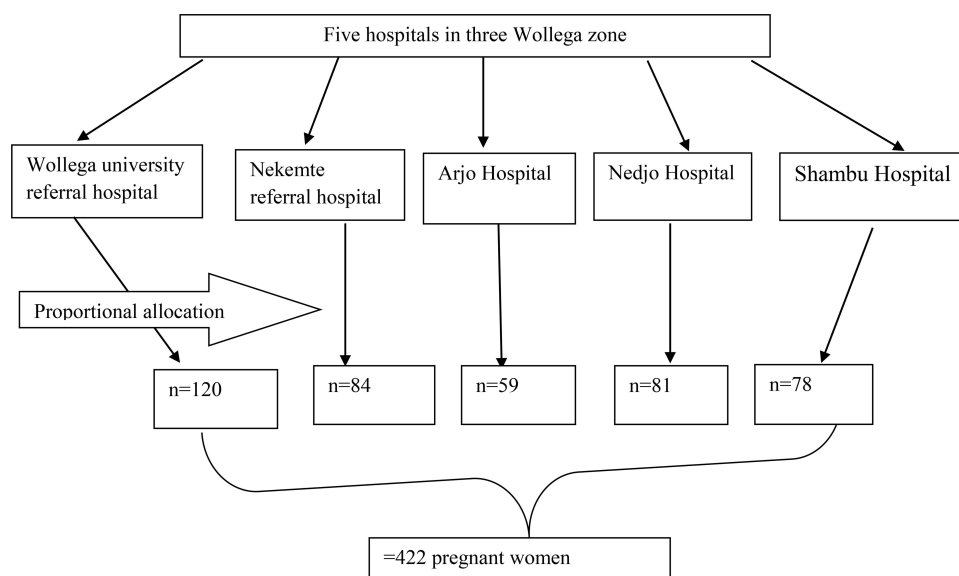 Five hospitals in three Wollega zone
Wollega university
referral hospital
Nekemte
referral hospital
Arjo Hospital
Nedjo Hospital
Shambu Hospital
Proportional allocation
n=120
n=84
n=59
n=81
n=78
=422 pregnant women